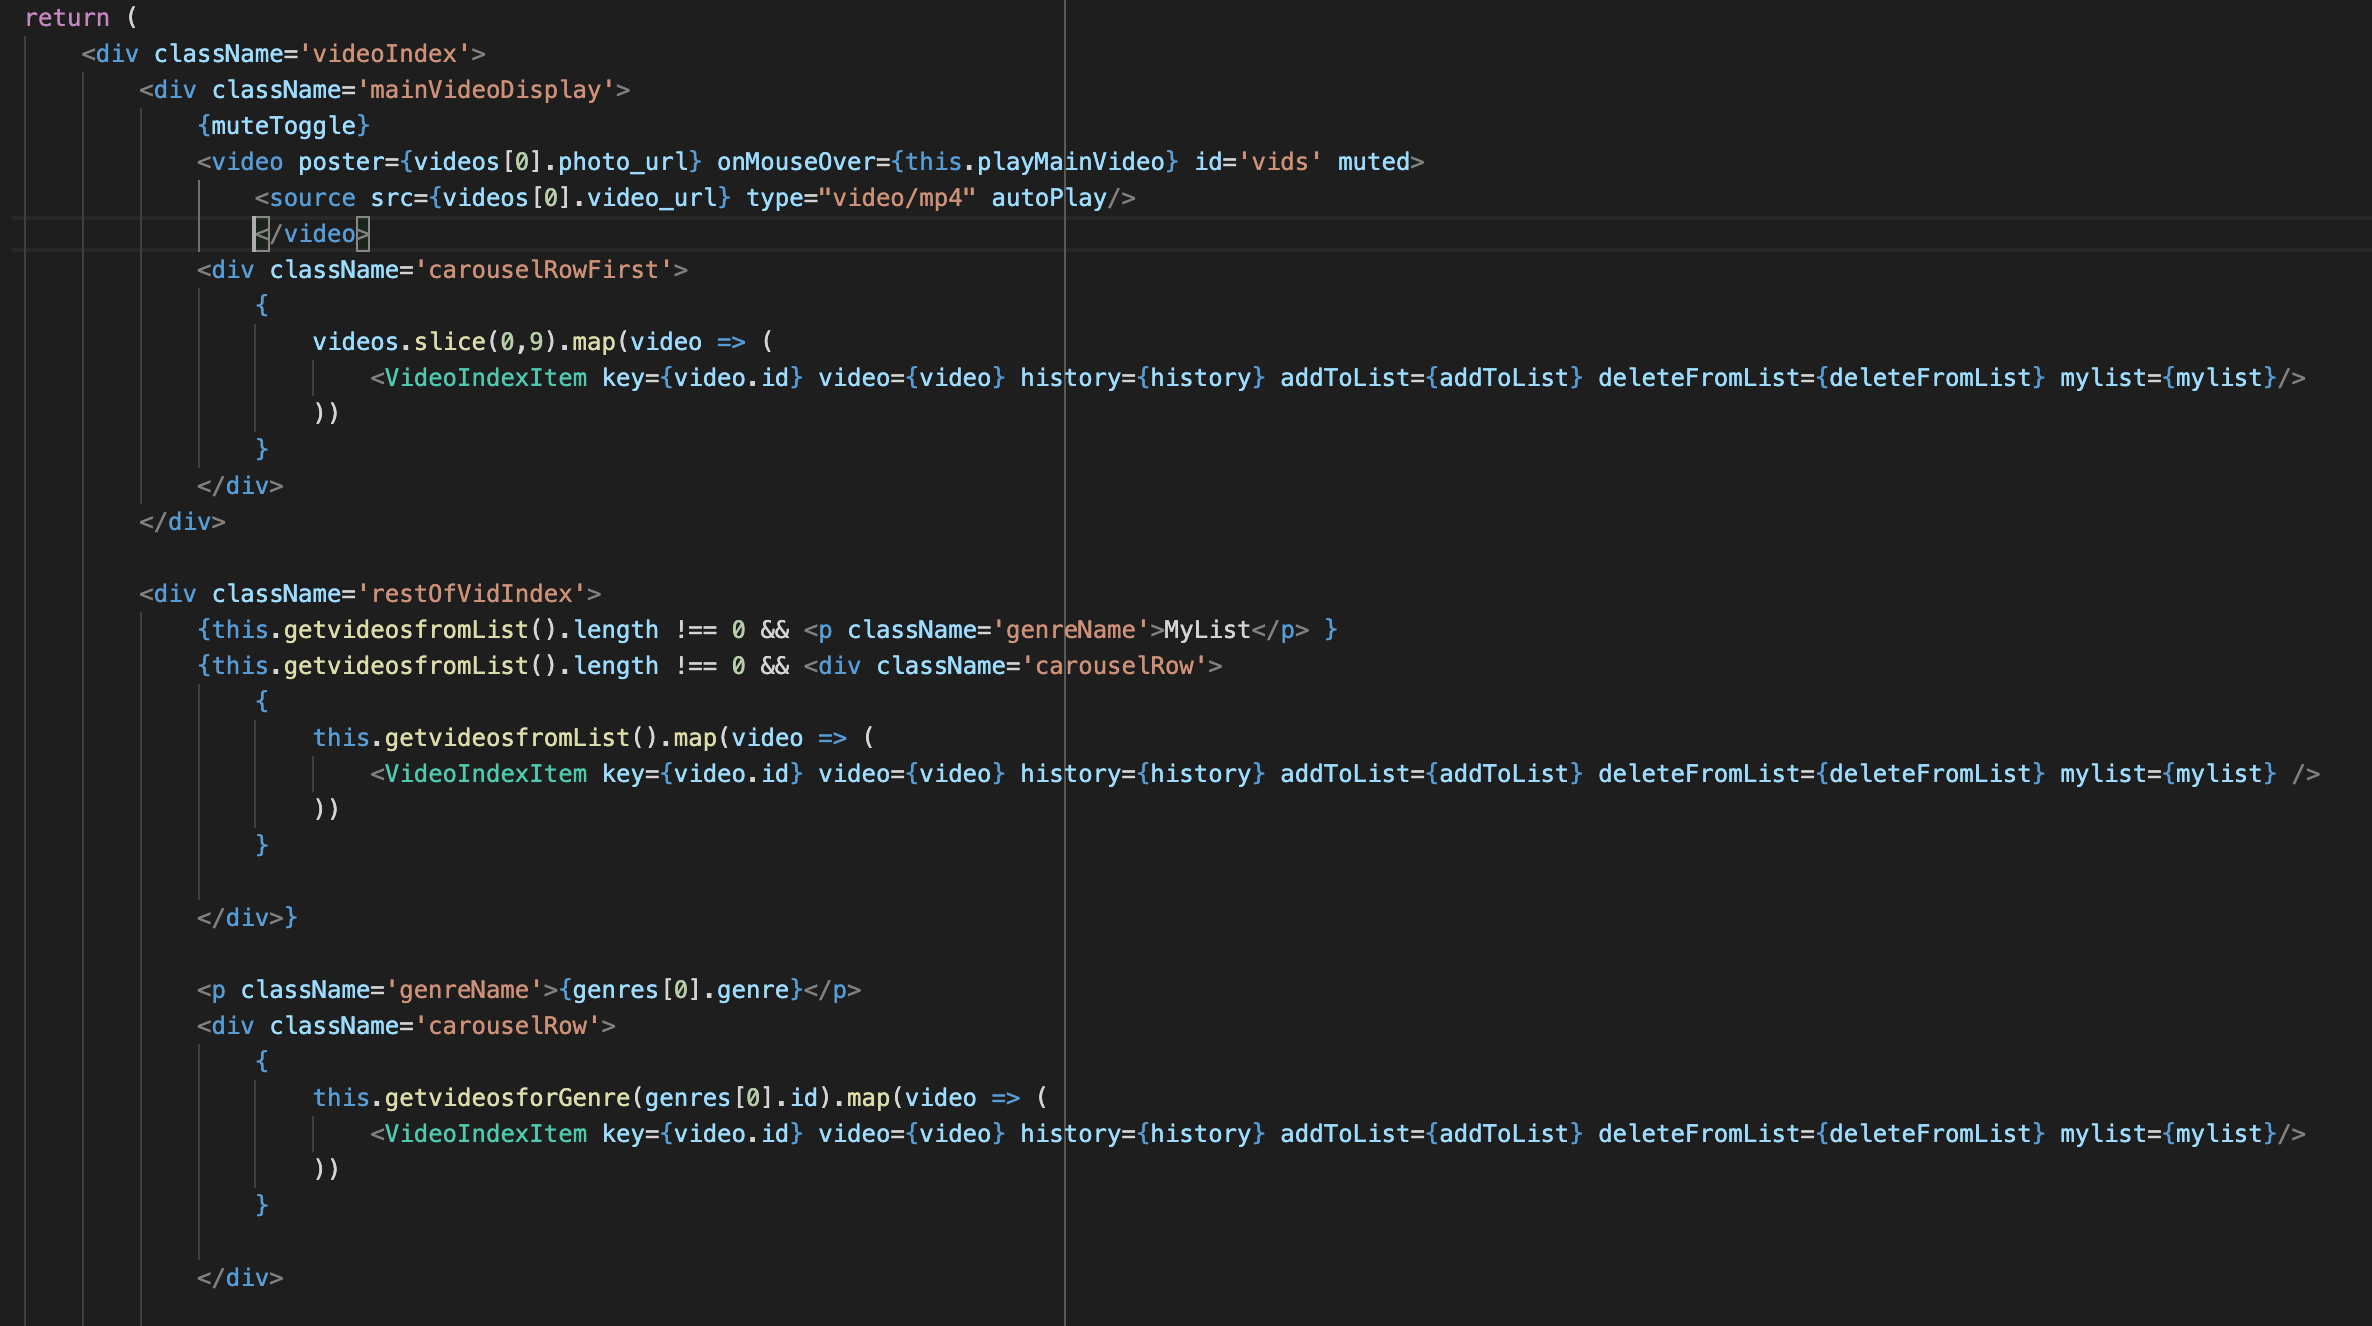 return (
<div className='videoIndex'>
<div className='mainVideoDisplay'>
{muteToggle}
<video poster={videos[0].photo_url} onMouseOver={this.playMainVideo} id='vids' muted>
<source src={videos[0].video_url} type="video/mp4" autoPlay/>
</video>
<div className='carouselRowFirst'>
{
videos.slice(0,9).map(video => (
<VideoIndexItem key={video.id} video={video} history={history} addToList={addToList} deleteFromList={deleteFromList} mylist={mylist}/>
))
}
</div>
</div>
<div className='restOfVidIndex'>
{this.getvideosfromList().length !== 0 && <p className='genreName'>MyList</p> }
{this.getvideosfromList().length !== 0 && <div className='carouselRow'>
{
this.getvideosfromList().map(video => (
<VideoIndexItem key={video.id} video={video} history={history} addToList={addToList} deleteFromList={deleteFromList} mylist={mylist} />
))
}
</div>}
<p className='genreName'>{genres[0].genre}</p>
<div className='carouselRow'>
{
this.getvideosforGenre(genres[0].id).map(video => (
<VideoIndexItem key={video.id} video={video} history={history} addToList={addToList} deleteFromList={deleteFromList} mylist={mylist}/>
))
}
</div>